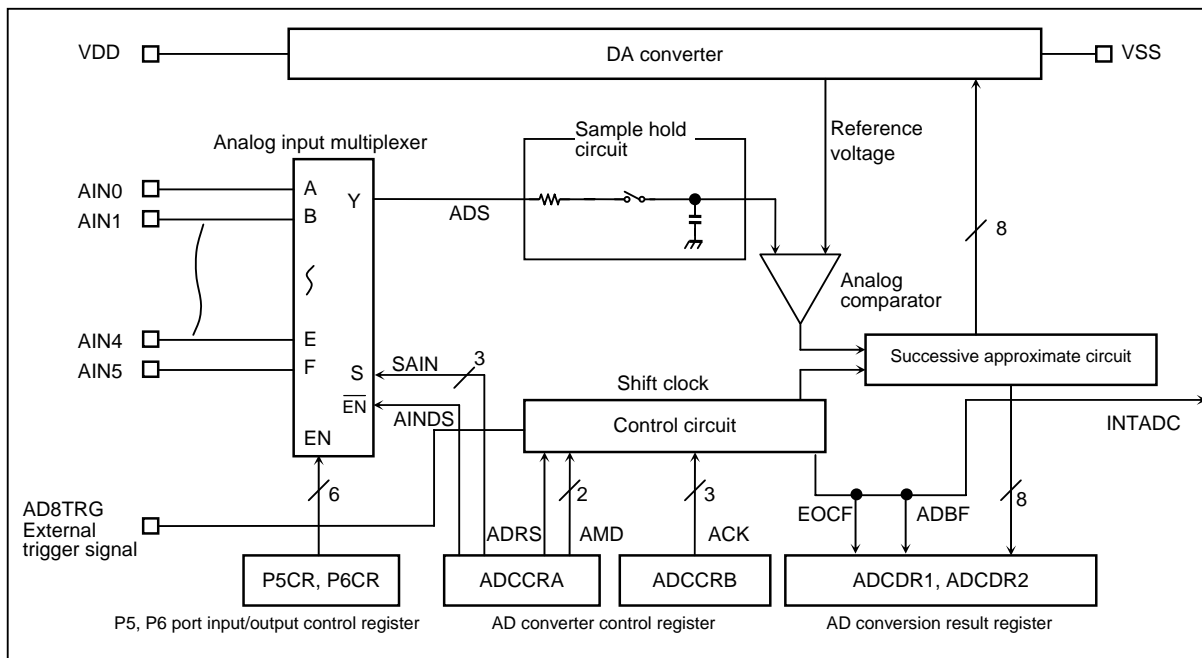 VDD
DA converter
VSS
Analog input multiplexer
Sample hold
circuit
Reference
voltage
AIN0
A
Y
ADS
AIN1
B
8
Analog
comparator
AIN4
E
AIN5
F
S
SAIN
3
Successive approximate circuit
Shift clock
EN
AINDS
Control circuit
INTADC
EN
6
2
3
8
AD8TRG
External
trigger signal
ADRS
AMD
ACK
EOCF
ADBF
P5CR, P6CR
ADCCRA
ADCCRB
ADCDR1, ADCDR2
P5, P6 port input/output control register
AD converter control register
AD conversion result register